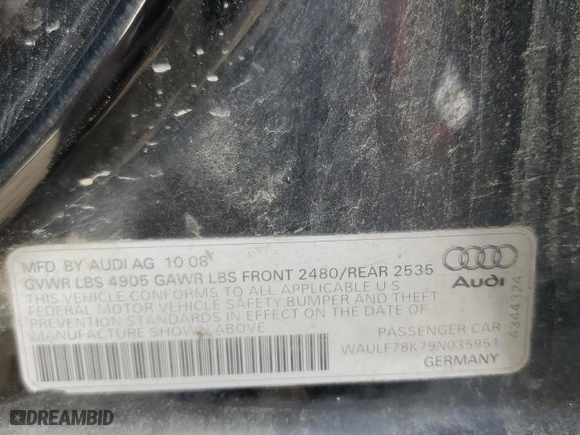 MFD. BY AUDI AG 10 08
GVWR LBS 4905 GAWR LBS FRONT 2480/REAR 2535
THIS VEHICLE CONFORMS TO ALL APPLICABLE U S
FEDERAL MOTOR VEHICLE SAFETY BUMPER AND THEFT
PREVENTION STANDARDS IN EFFECT ON THE DATE OF
MANUFACTURE SHOWN ABOVE
Audi
4344324
PASSENGER CAR
WAULF78K79N035951
GERMANY
DREAMBID